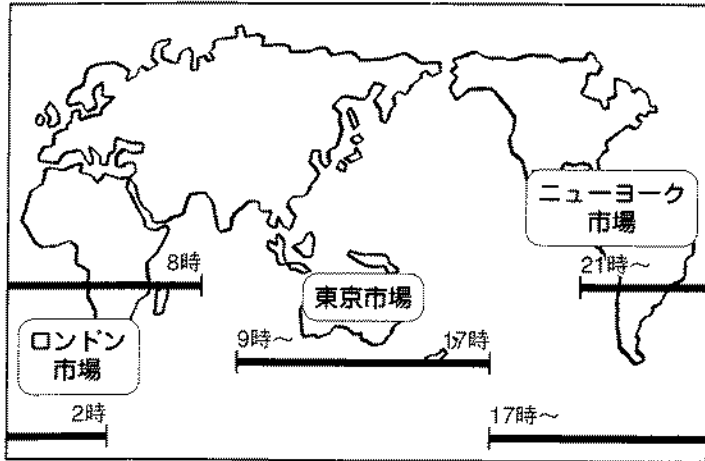 ニューヨーク
市場
8時
21時～
東京市場
ロンドン
市場
9時～
17時
2時
17時～